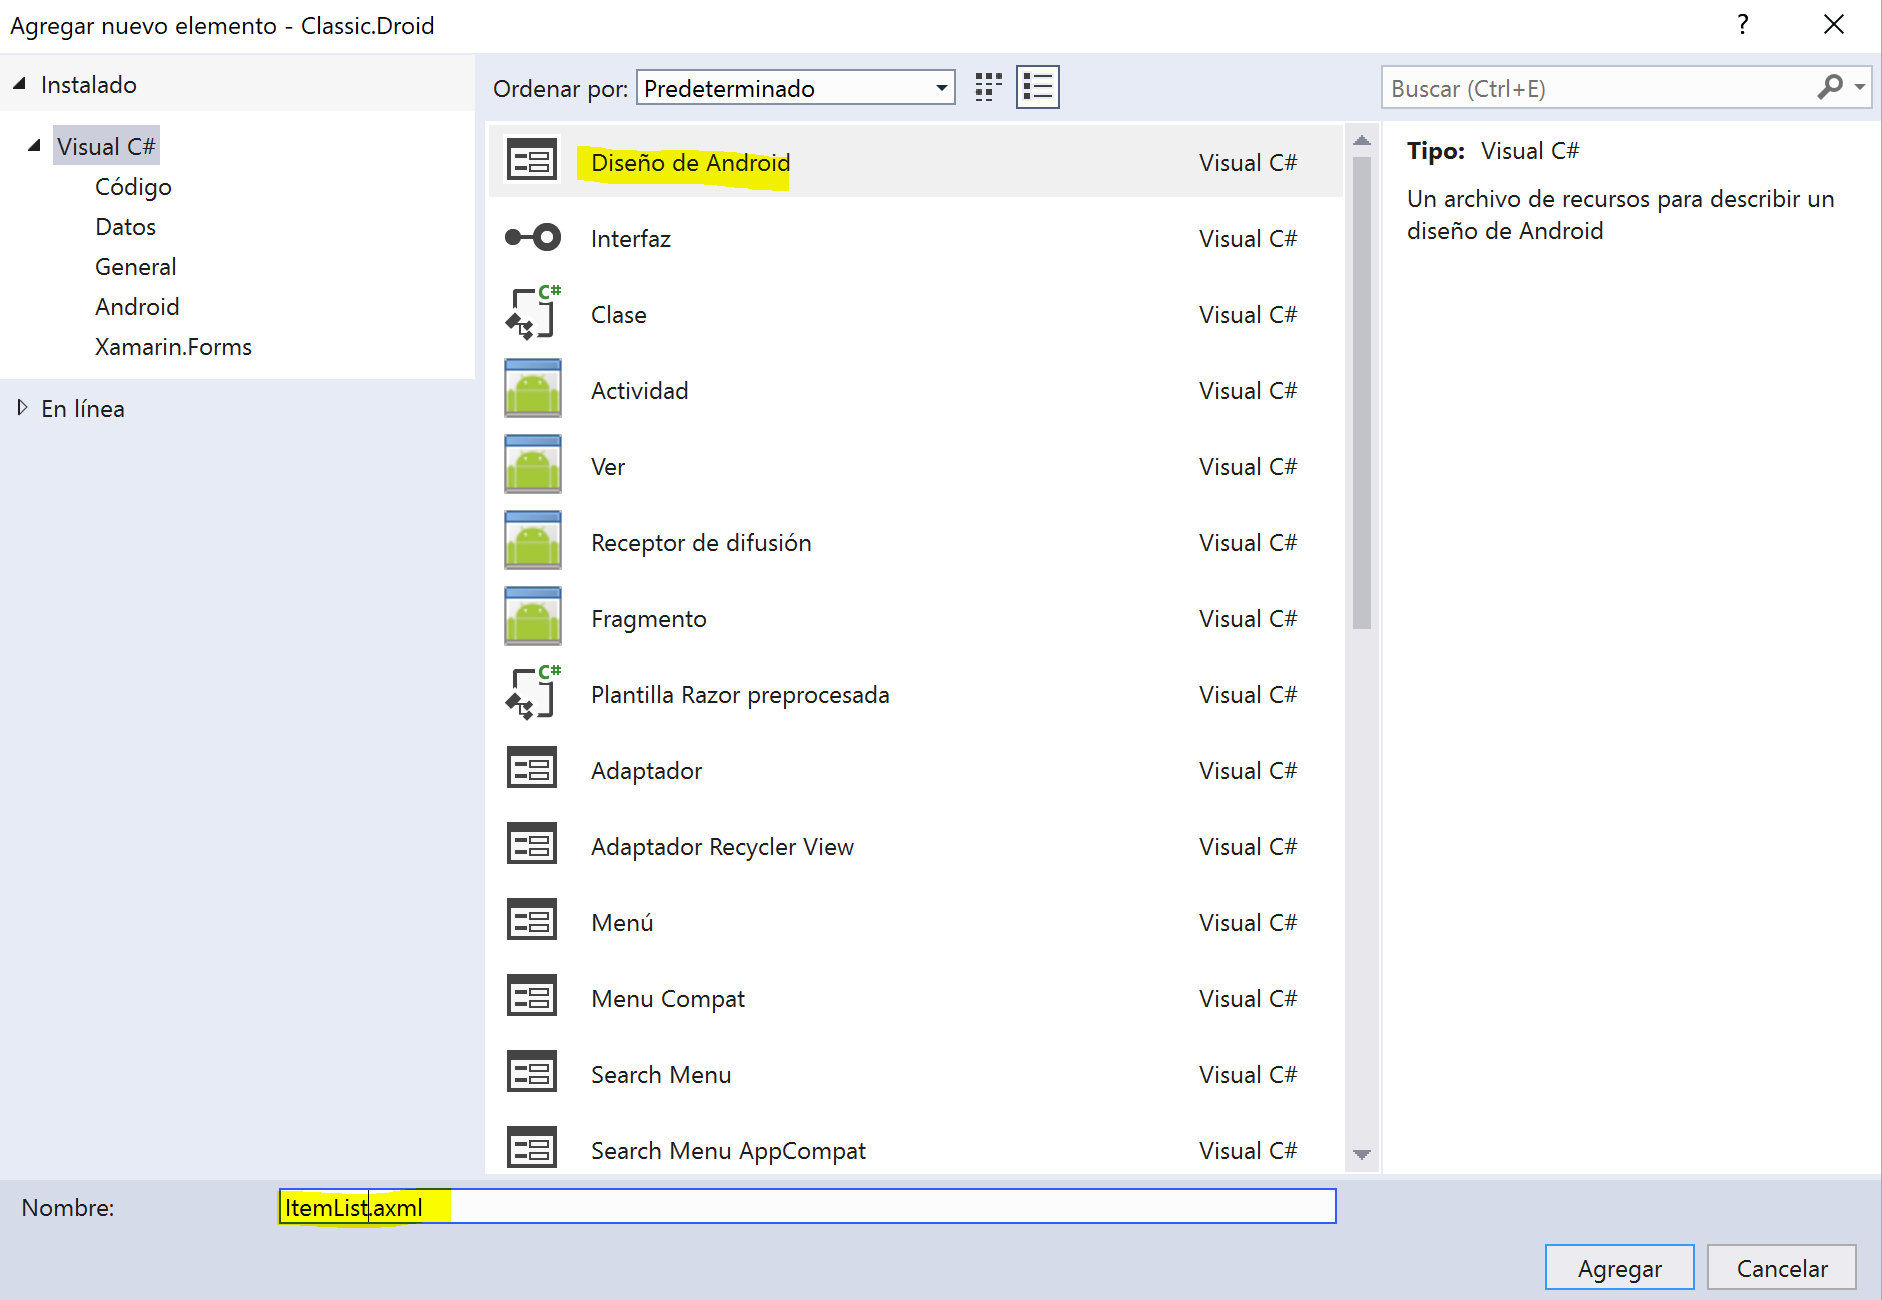 Agregar nuevo elemento - Classic.Droid
?
Instalado
Visual C#
Código
Datos
General
Android
Xamarin.Forms
En línea
Ordenar por: Predeterminado
Buscar (Ctrl+E)
Diseño de Android Visual C#
Interfaz Visual C#
C#
Clase Visual C#
Actividad Visual C#
Ver Visual C#
Receptor de difusión Visual C#
Fragmento Visual C#
C#
Plantilla Razor preprocesada Visual C#
Adaptador Visual C#
Adaptador Recycler View Visual C#
Menú Visual C#
Menu Compat Visual C#
Search Menu Visual C#
Search Menu AppCompat Visual C#
Tipo: Visual C#
Un archivo de recursos para describir un
diseño de Android
Nombre: ItemList.axml
Agregar Cancelar